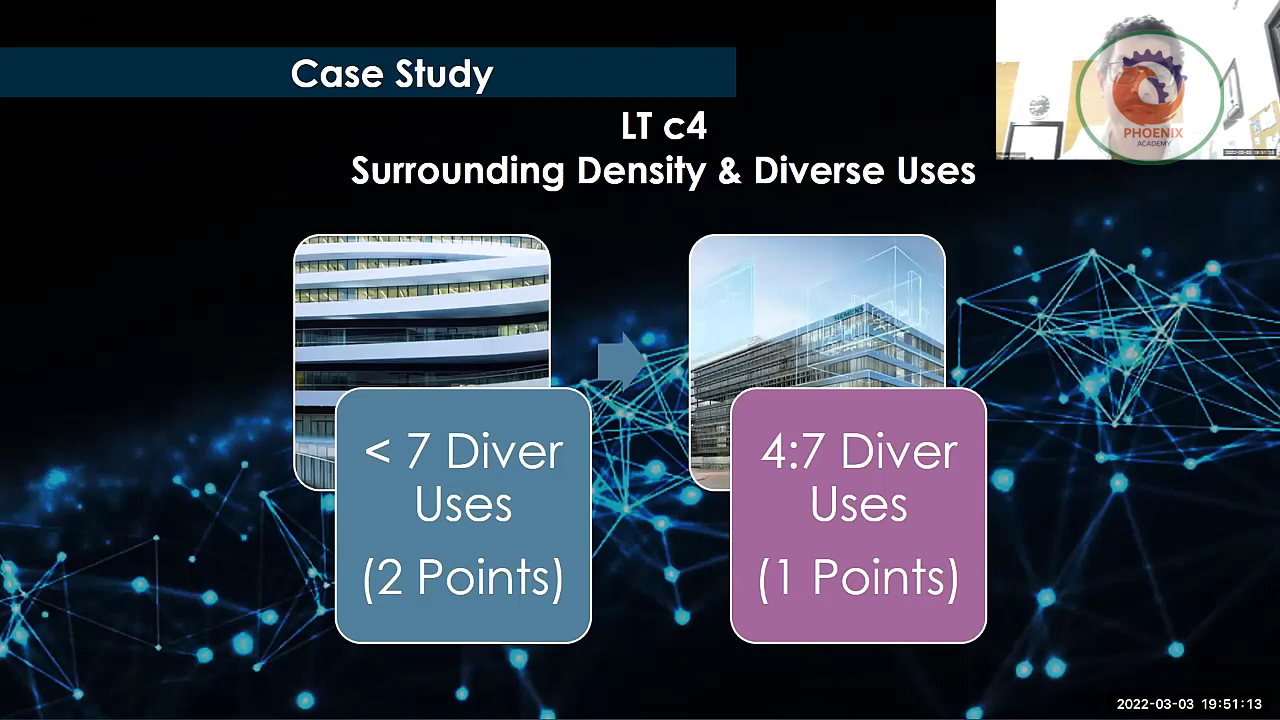 Case Study
LT c4
Surrounding Density & Diverse Uses
PHOENIX
ACADEMY
< 7 Diver
Uses
(2 Points)
4:7 Diver
Uses
(1 Points)
2022-03-03 19:51:13